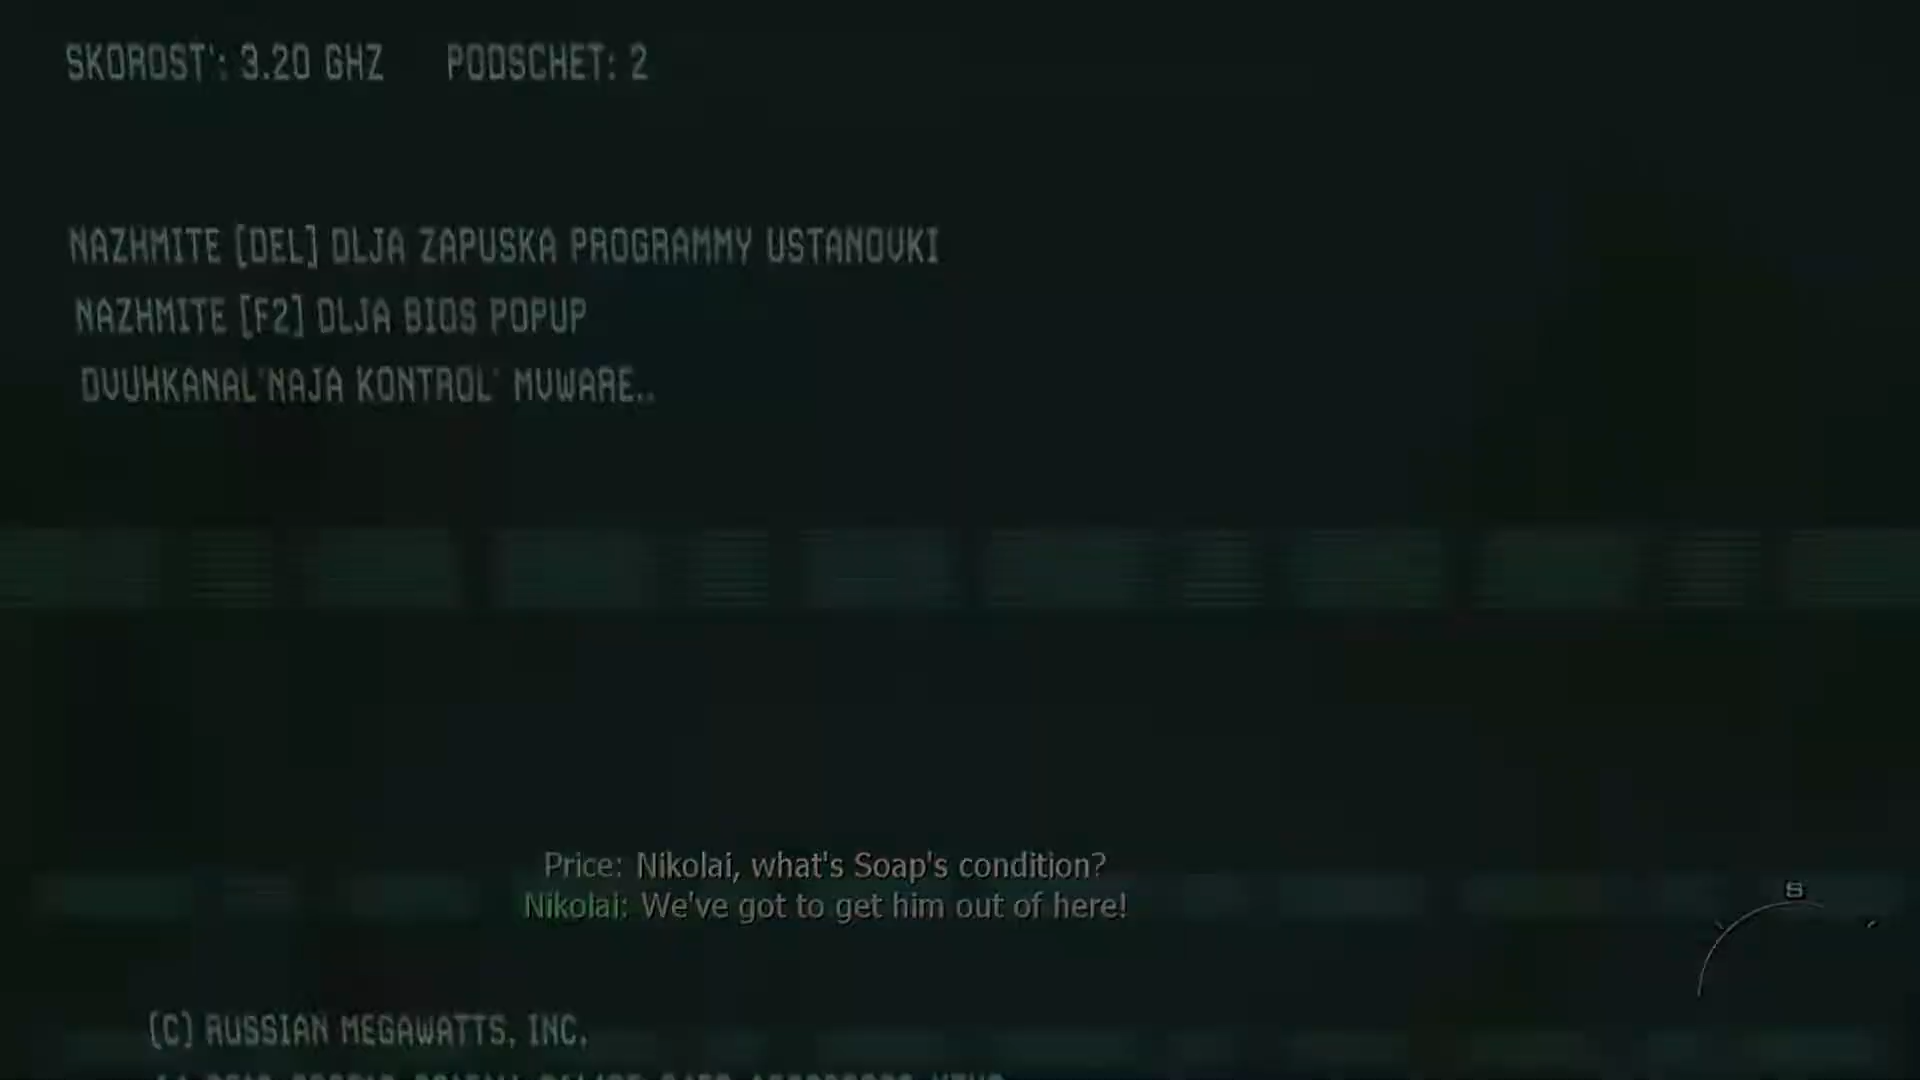 SKOROST': 3.20 GHZ PODSCHET: 2
NAZHMITE [DEL] DLJA ZAPUSKA PROGRAMMY USTANOVKI
NAZHMITE [F2] DLJA BIOS POPUP
DVUHKANAL'NAJA KONTROL' MVWARE..
Price: Nikolai, what's Soap's condition?
Nikolai: We've got to get him out of here!
S
(C) RUSSIAN MEGAWATTS, INC.